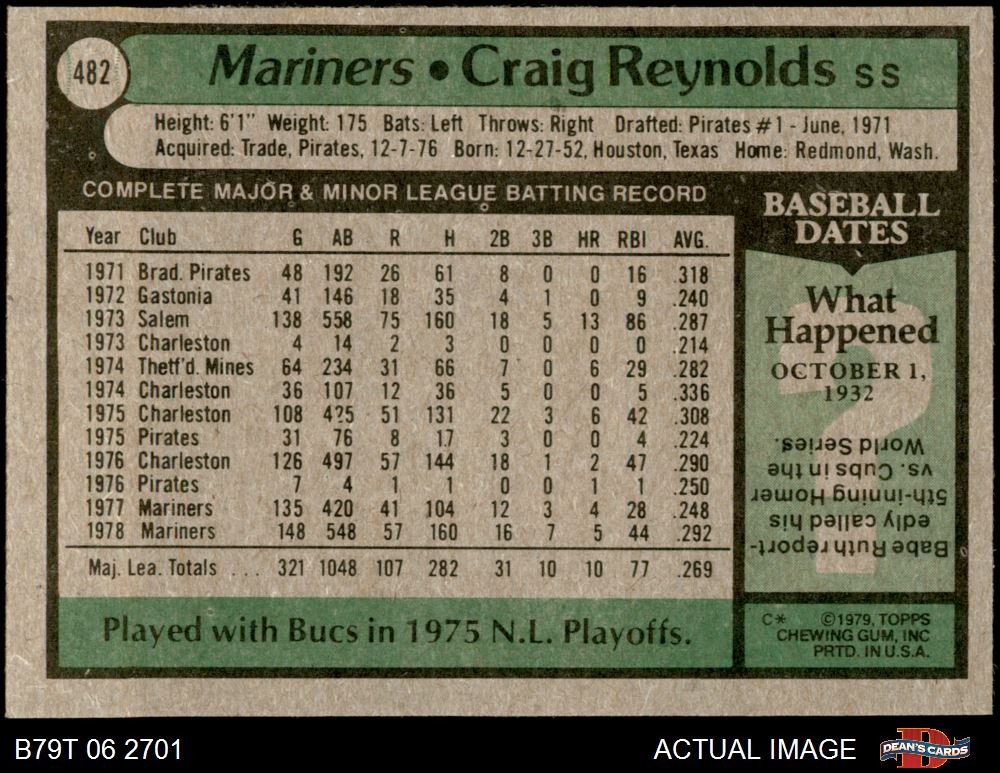 482
Mariners • Craig Reynolds SS
Height: 6'1" Weight: 175 Bats: Left Throws: Right Drafted: Pirates #1 - June, 1971
Acquired: Trade, Pirates, 12-7-76 Born: 12-27-52, Houston, Texas Home: Redmond, Wash.
COMPLETE MAJOR & MINOR LEAGUE BATTING RECORD
Year Club G AB R H 2B 3B HR RBI AVG.
1971 Brad. Pirates 48 192 26 61 8 0 0 16 .318
1972 Gastonia 41 146 18 35 4 1 0 9 .240
1973 Salem 138 558 75 160 18 5 13 86 .287
1973 Charleston 4 14 2 3 0 0 0 0 .214
1974 Thetf'd. Mines 64 234 31 66 7 0 6 29 .282
1974 Charleston 36 107 12 36 5 0 0 5 .336
1975 Charleston 108 425 51 131 22 3 6 42 .308
1975 Pirates 31 76 8 17 3 0 0 4 .224
1976 Charleston 126 497 57 144 18 1 2 47 .290
1976 Pirates 7 4 1 1 0 0 1 1 .250
1977 Mariners 135 420 41 104 12 3 4 28 .248
1978 Mariners 148 548 57 160 16 7 5 44 .292
Maj. Lea. Totals ... 321 1048 107 282 31 10 10 77 .269
Played with Bucs in 1975 N.L. Playoffs.
BASEBALL
DATES
What
Happened
OCTOBER 1,
1932
?
Babe Ruth report-
edly called his
5th-inning Homer
vs. Cubs in the
World Series.
C* ©1979, TOPPS
CHEWING GUM, INC
PRTD. IN U.S.A.
B79T 06 2701
ACTUAL IMAGE
D
DEAN'S CARDS